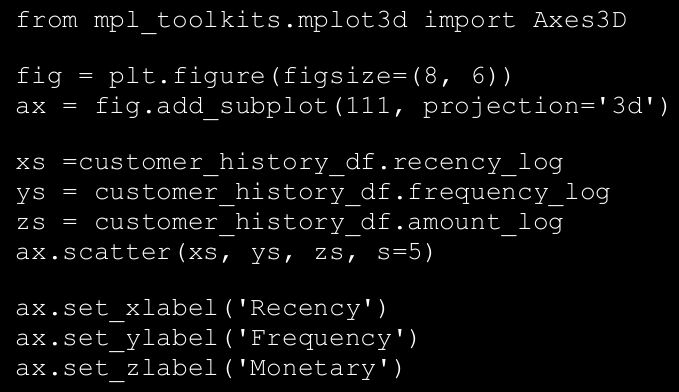 from mpl_toolkits.mplot3d import Axes3D
fig = plt.figure(figsize=(8, 6))
ax = fig.add_subplot(111, projection='3d')
xs =customer_history_df.recency_log
ys = customer_history_df.frequency_log
zs = customer_history_df.amount_log
ax.scatter(xs, ys, zs, s=5)
ax.set_xlabel('Recency')
ax.set_ylabel('Frequency')
ax.set_zlabel('Monetary')